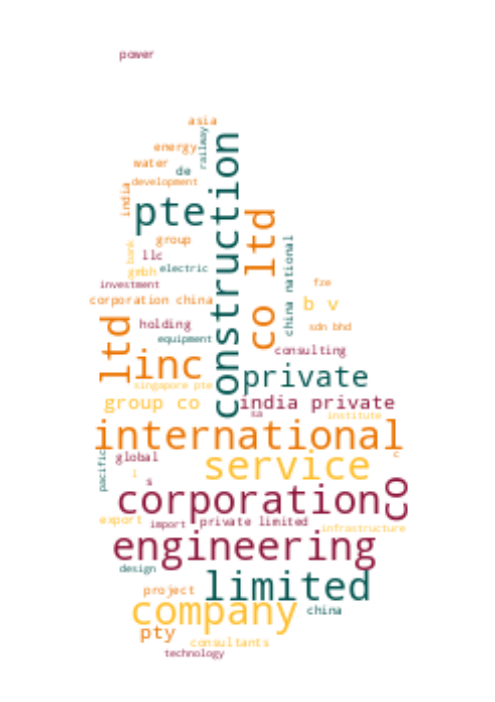 power
asia
railway
energy
water
de
development
india
pte
construction
co ltd
group
bank
llc
gmbh
electric
china national
investment
fze
corporation china
b v
ltd
holding
sdn bhd
equipment
inc
consulting
private
singapore pte
group co
india private
sa
institute
international
c
pacific
global
service
l
s
corporation
co
export
import
private limited
infrastructure
engineering
design
limited
project
company
china
pty
consultants
technology